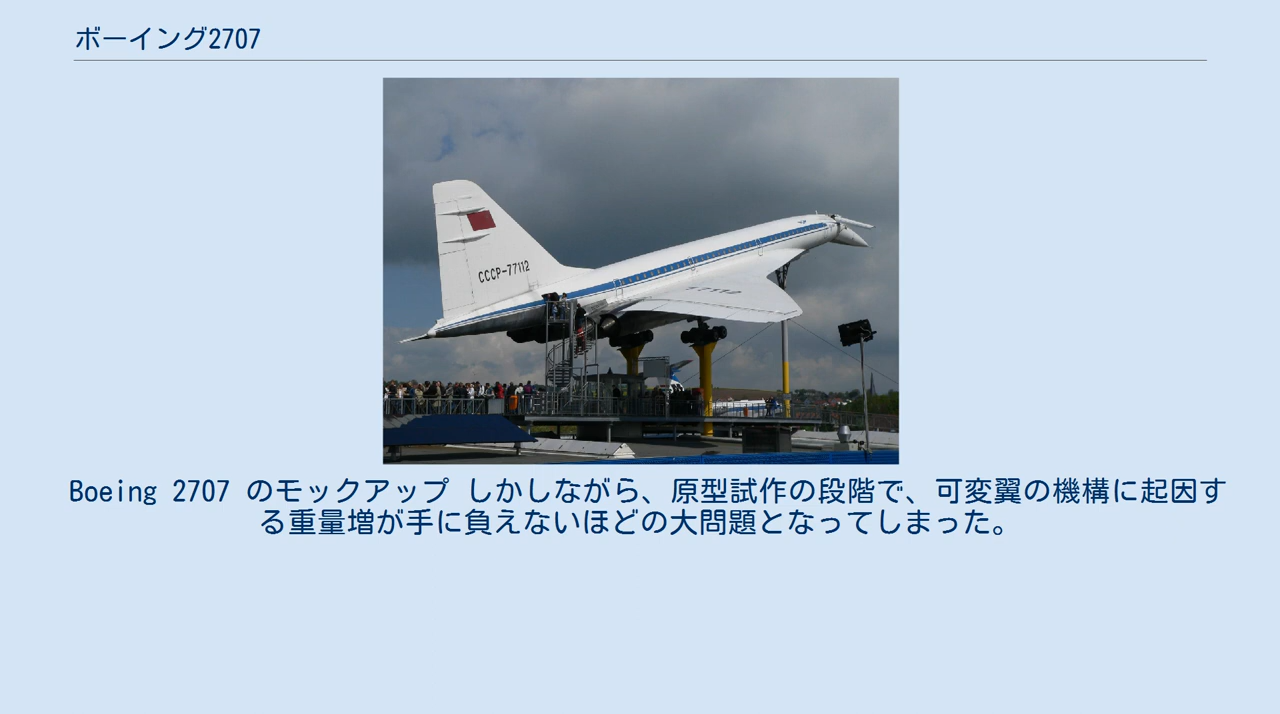 ボーイング2707
CCCP-77112
77112
Boeing 2707 のモックアップ しかしながら、原型試作の段階で、可変翼の機構に起因す
る重量増が手に負えないほどの大問題となってしまった。